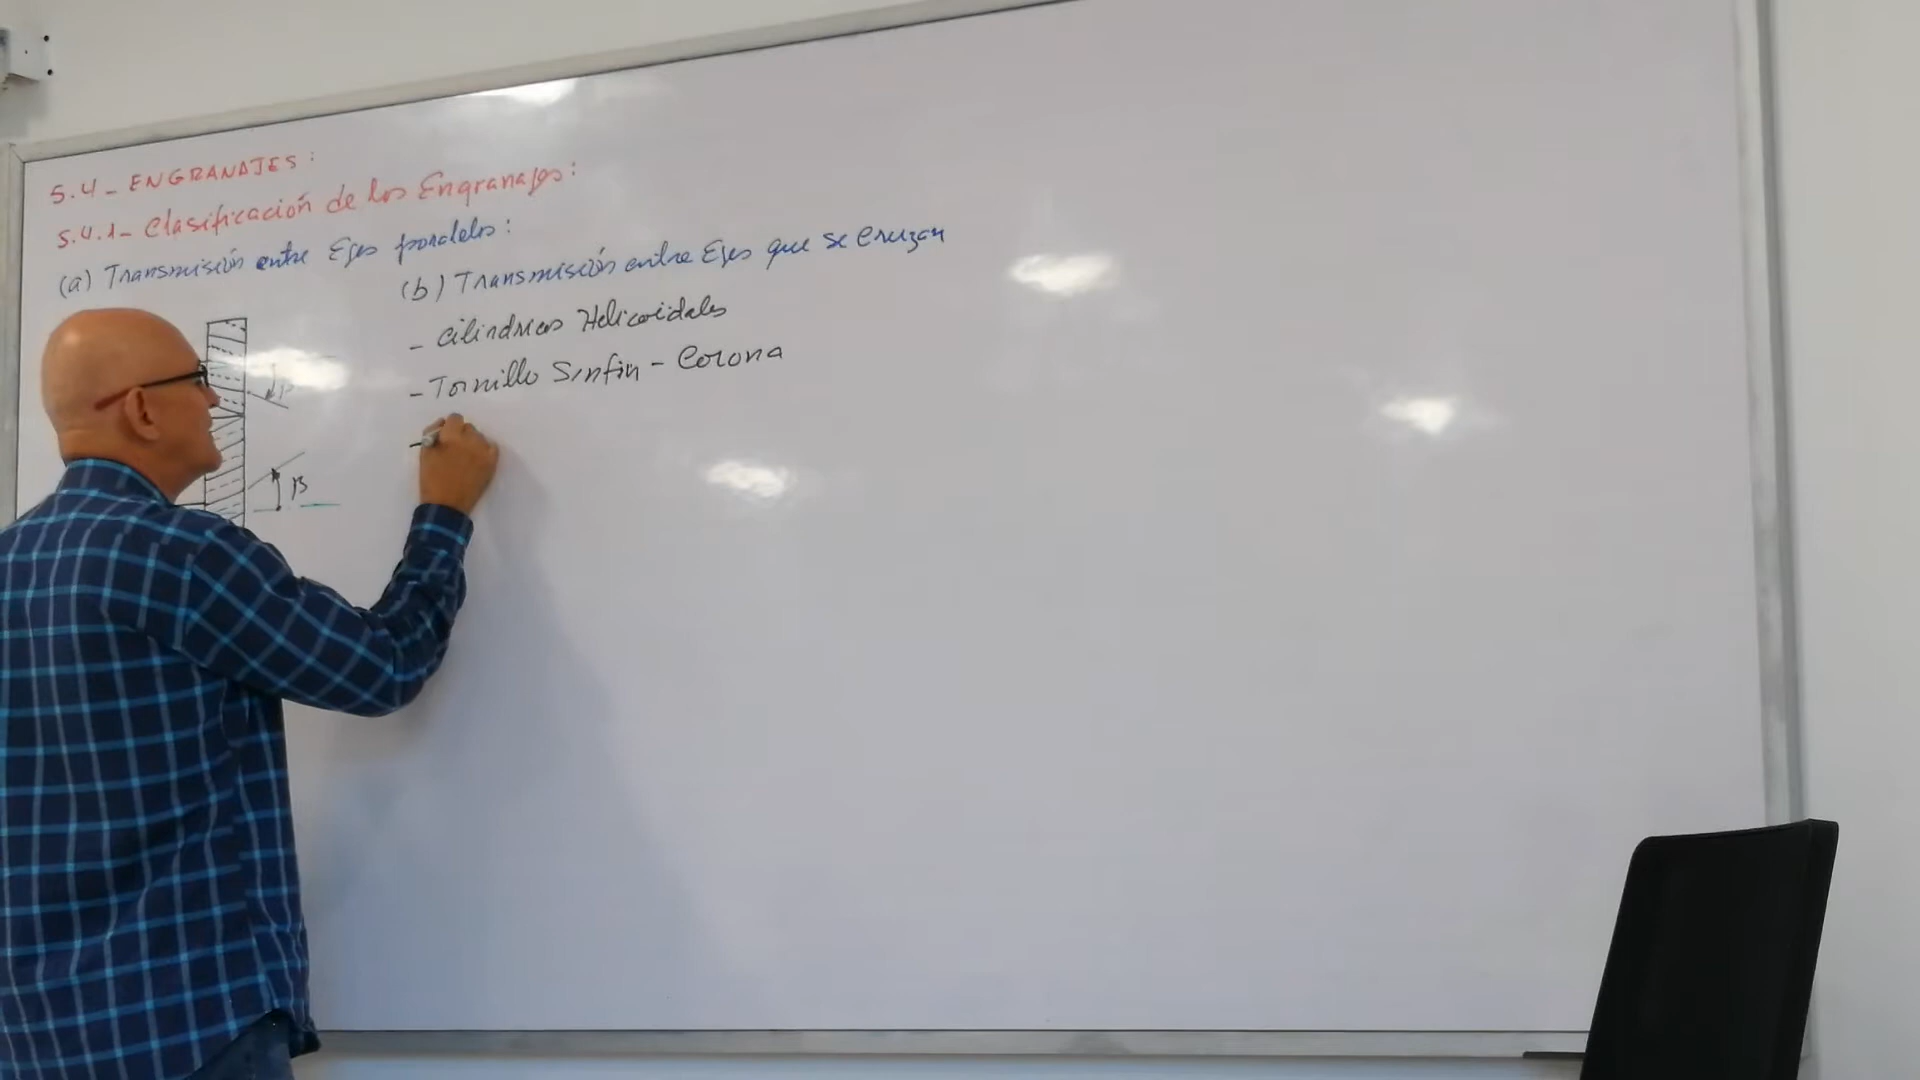 5.4 - ENGRANAJES:
5.4.1 - Clasificación de los Engranajes:
(a) Transmisión entre Ejes paralelos:
(b) Transmisión entre Ejes que se cruzan
- Cilindricos Helicoidales
- Tornillo Sinfin - Corona
-
β
β